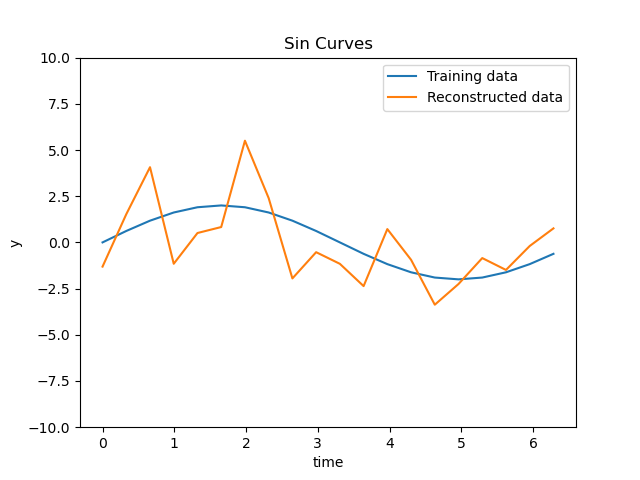 Sin Curves
Training data
Reconstructed data
10.0
7.5
5.0
2.5
0.0
−2.5
−5.0
−7.5
−10.0
y
0 1 2 3 4 5 6
time